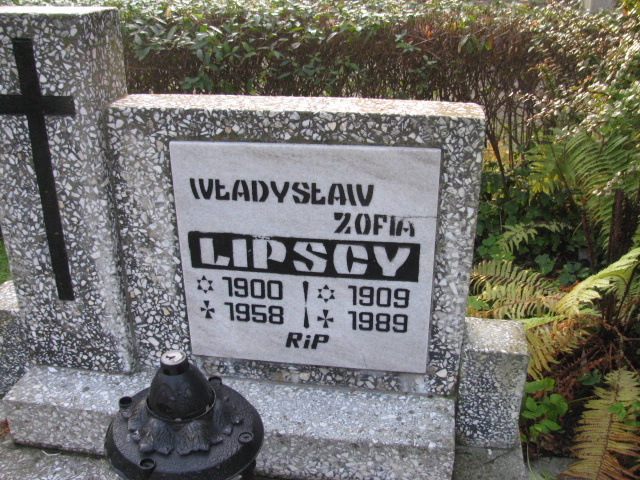 WŁADYSŁAW
ZOFIA
LIPSCY
✡ 1900 ✡ 1909
✠ 1958 ✠ 1989
RiP